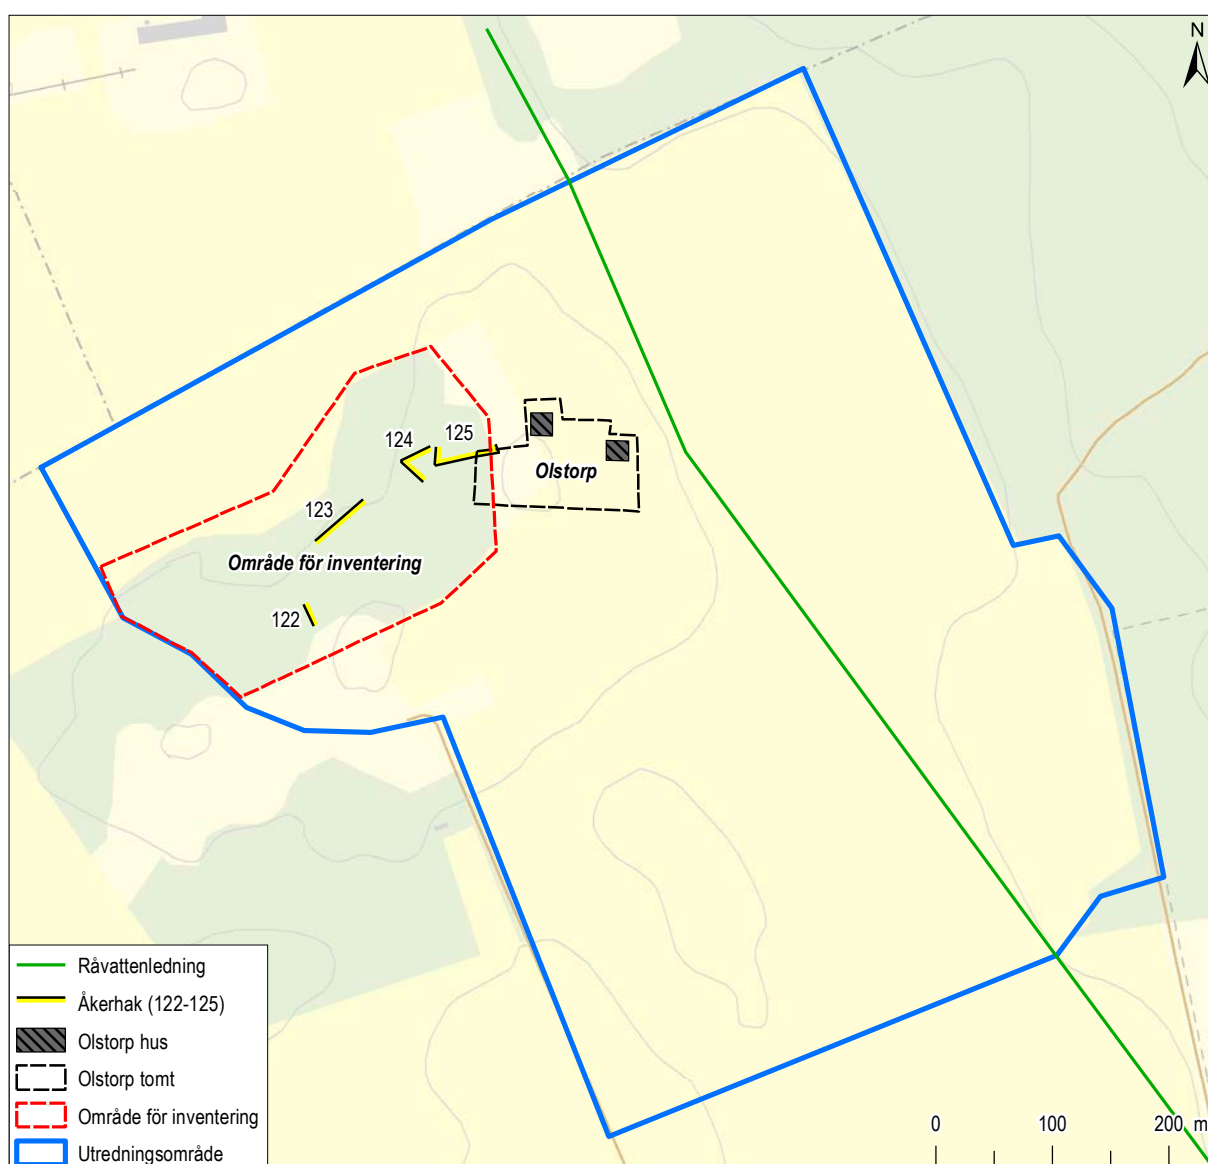 N
124
125
Olstorp
123
Område för inventering
122
Råvattenledning
Åkerhak (122-125)
Olstorp hus
Olstorp tomt
Område för inventering
Utredningsområde
0 100 200 m